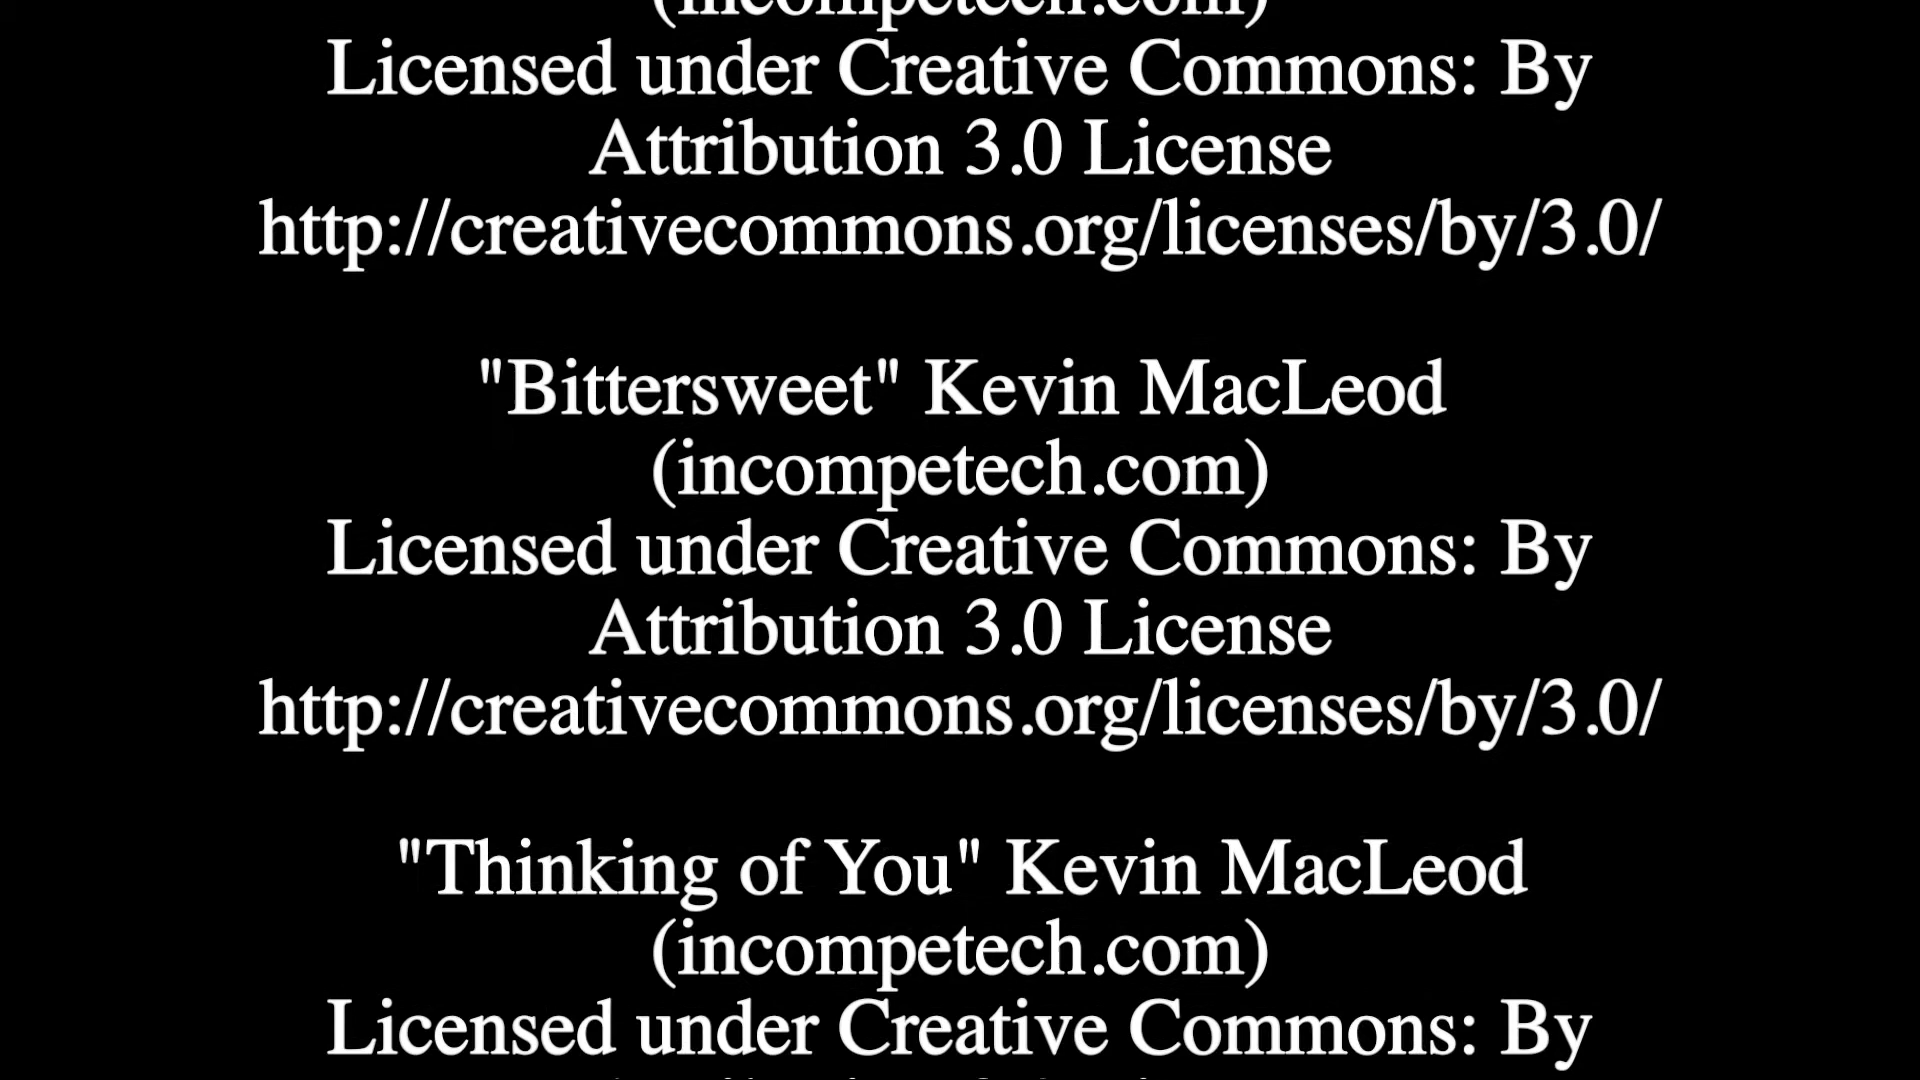 (incompetech.com)
Licensed under Creative Commons: By
Attribution 3.0 License
http://creativecommons.org/licenses/by/3.0/
"Bittersweet" Kevin MacLeod
(incompetech.com)
Licensed under Creative Commons: By
Attribution 3.0 License
http://creativecommons.org/licenses/by/3.0/
"Thinking of You" Kevin MacLeod
(incompetech.com)
Licensed under Creative Commons: By